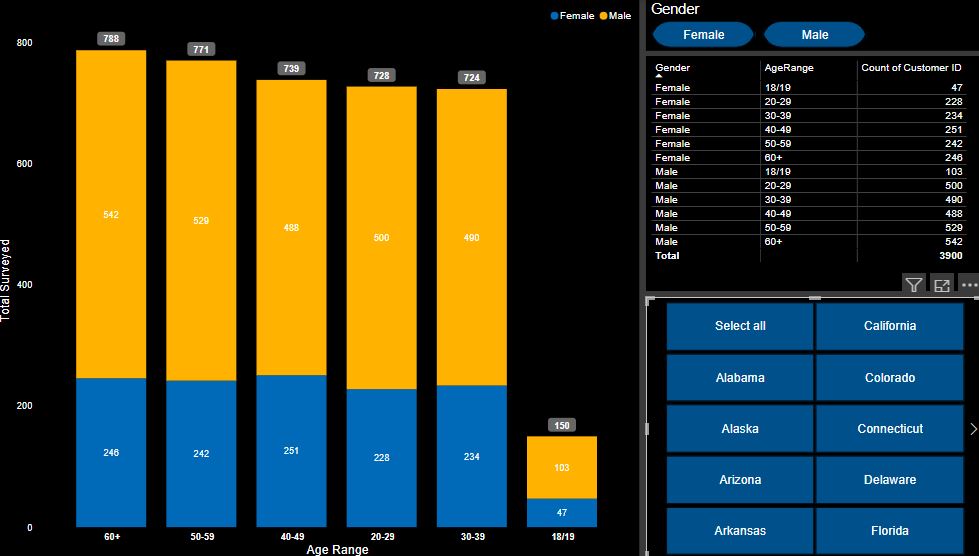 Female Male
800
600
400
200
0
Total Surveyed
788
771
739
728
724
150
542
529
488
500
490
103
246
242
251
228
234
47
60+ 50-59 40-49 20-29 30-39 18/19
Age Range
Gender
Female Male
Gender AgeRange Count of Customer ID
Female 18/19 47
Female 20-29 228
Female 30-39 234
Female 40-49 251
Female 50-59 242
Female 60+ 246
Male 18/19 103
Male 20-29 500
Male 30-39 490
Male 40-49 488
Male 50-59 529
Male 60+ 542
Total 3900
Select all California
Alabama Colorado
Alaska Connecticut
Arizona Delaware
Arkansas Florida